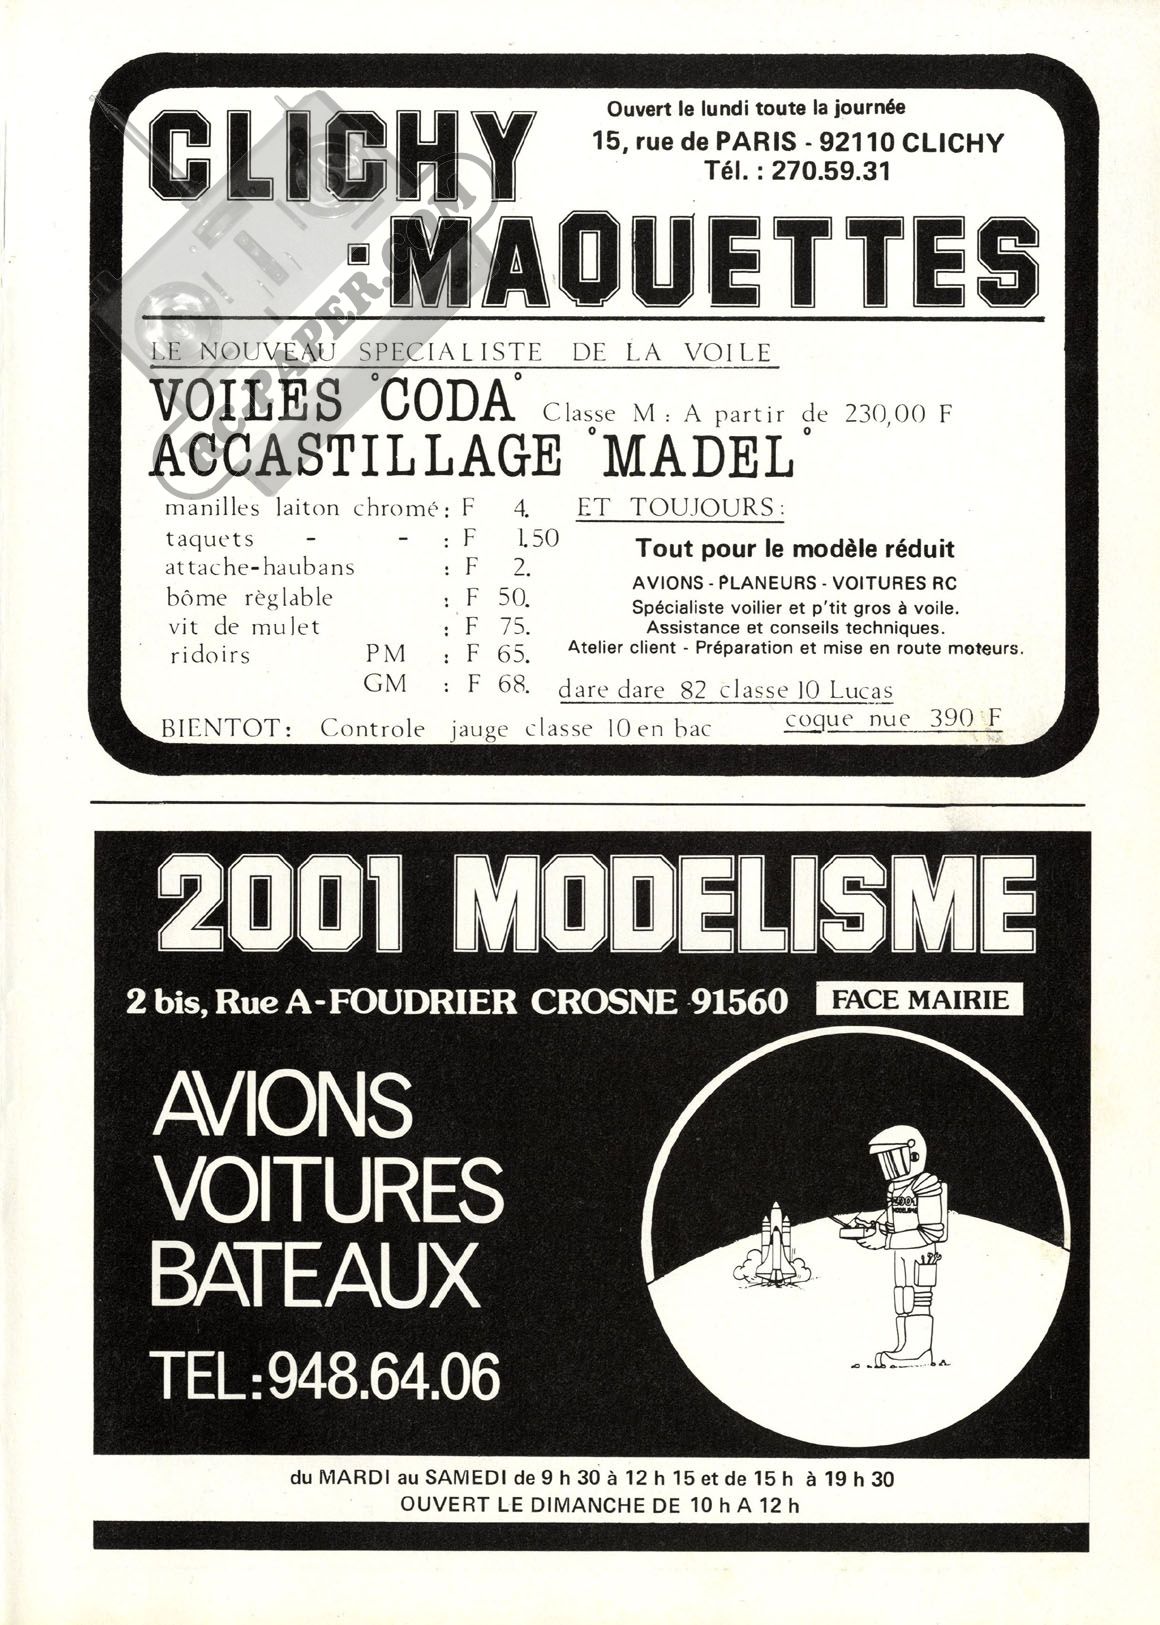 CLICHY
Ouvert le lundi toute la journée
15, rue de PARIS - 92110 CLICHY
Tél. : 270.59.31
:MAQUETTES
RCPAPER.COM
LE NOUVEAU SPECIALISTE DE LA VOILE
VOILES °CODA° Classe M : A partir de 230,00 F
ACCASTILLAGE °MADEL°
manilles laiton chromé : F 4.
taquets - - : F 1.50
attache-haubans : F 2.
bôme règlable : F 50.
vit de mulet : F 75.
ridoirs PM : F 65.
GM : F 68.
ET TOUJOURS :
Tout pour le modèle réduit
AVIONS - PLANEURS - VOITURES RC
Spécialiste voilier et p'tit gros à voile.
Assistance et conseils techniques.
Atelier client - Préparation et mise en route moteurs.
dare dare 82 classe 10 Lucas
coque nue 390 F
BIENTOT : Controle jauge classe 10 en bac
2001 MODELISME
2 bis, Rue A-FOUDRIER CROSNE 91560 FACE MAIRIE
AVIONS
VOITURES
BATEAUX
2001
MODELISME
TEL:948.64.06
du MARDI au SAMEDI de 9 h 30 à 12 h 15 et de 15 h à 19 h 30
OUVERT LE DIMANCHE DE 10 h A 12 h